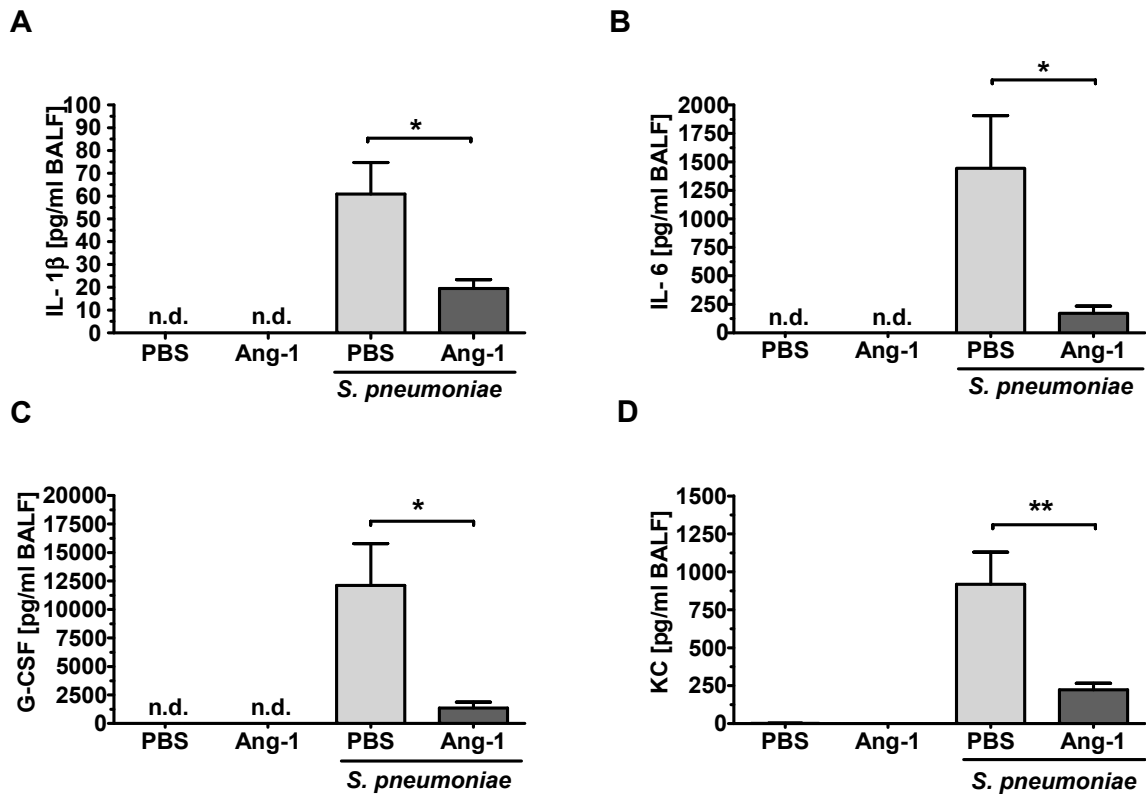 A
IL- 1β [pg/ml BALF]
100
90
80
70
60
50
40
30
20
10
0
n.d.
n.d.
*
PBS
Ang-1
PBS
Ang-1
S. pneumoniae
B
IL- 6 [pg/ml BALF]
2000
1750
1500
1250
1000
750
500
250
0
n.d.
n.d.
*
PBS
Ang-1
PBS
Ang-1
S. pneumoniae
C
G-CSF [pg/ml BALF]
20000
17500
15000
12500
10000
7500
5000
2500
0
n.d.
n.d.
*
PBS
Ang-1
PBS
Ang-1
S. pneumoniae
D
KC [pg/ml BALF]
1500
1250
1000
750
500
250
0
**
PBS
Ang-1
PBS
Ang-1
S. pneumoniae